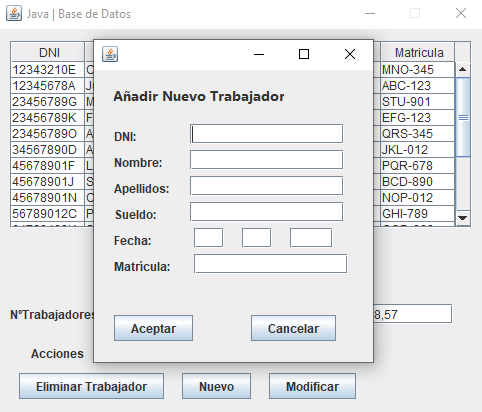 Java | Base de Datos
DNI Matricula
12343210E MNO-345
12345678A ABC-123
23456789G STU-901
23456789K EFG-123
23456789O QRS-345
34567890D JKL-012
45678901F PQR-678
45678901J BCD-890
45678901N NOP-012
56789012C GHI-789
Añadir Nuevo Trabajador
DNI:
Nombre:
Apellidos:
Sueldo:
Fecha:
Matrícula:
Aceptar Cancelar
NºTrabajadores 8,57
Acciones
Eliminar Trabajador Nuevo Modificar